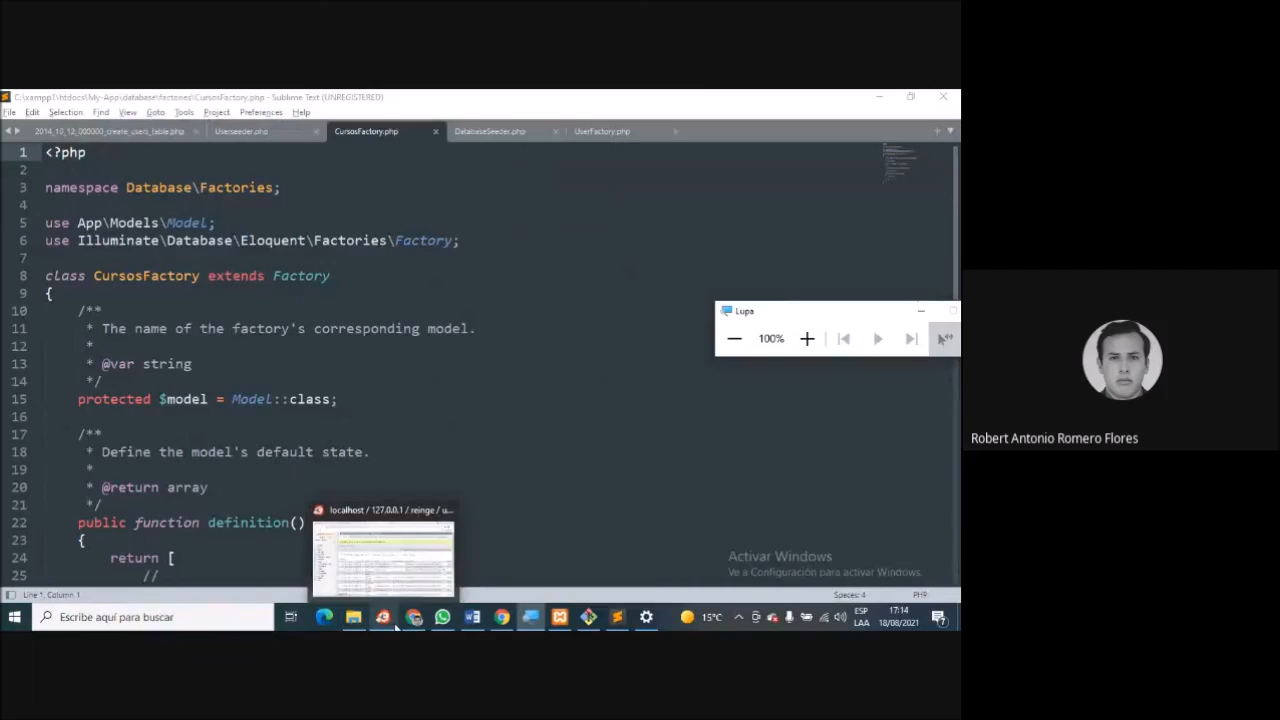 C:\xampp1\htdocs\My-App\database\factories\CursosFactory.php - Sublime Text (UNREGISTERED)
File Edit Selection Find View Goto Tools Project Preferences Help
2014_10_12_000000_create_users_table.php
Userseeder.php
CursosFactory.php
DatabaseSeeder.php
UserFactory.php
1 <?php
2
3 namespace Database\Factories;
4
5 use App\Models\Model;
6 use Illuminate\Database\Eloquent\Factories\Factory;
7
8 class CursosFactory extends Factory
9 {
10 /**
11 * The name of the factory's corresponding model.
12 *
13 * @var string
14 */
15 protected $model = Model::class;
16
17 /**
18 * Define the model's default state.
19 *
20 * @return array
21 */
22 public function definition()
23 {
24 return [
25 //
Lupa
100%
localhost / 127.0.0.1 / reinge / u...
Activar Windows
Ve a Configuración para activar Windows.
Line 1, Column 1
Spaces: 4
PHP
Escribe aquí para buscar
15°C
ESP
LAA
17:14
18/08/2021
7
Robert Antonio Romero Flores